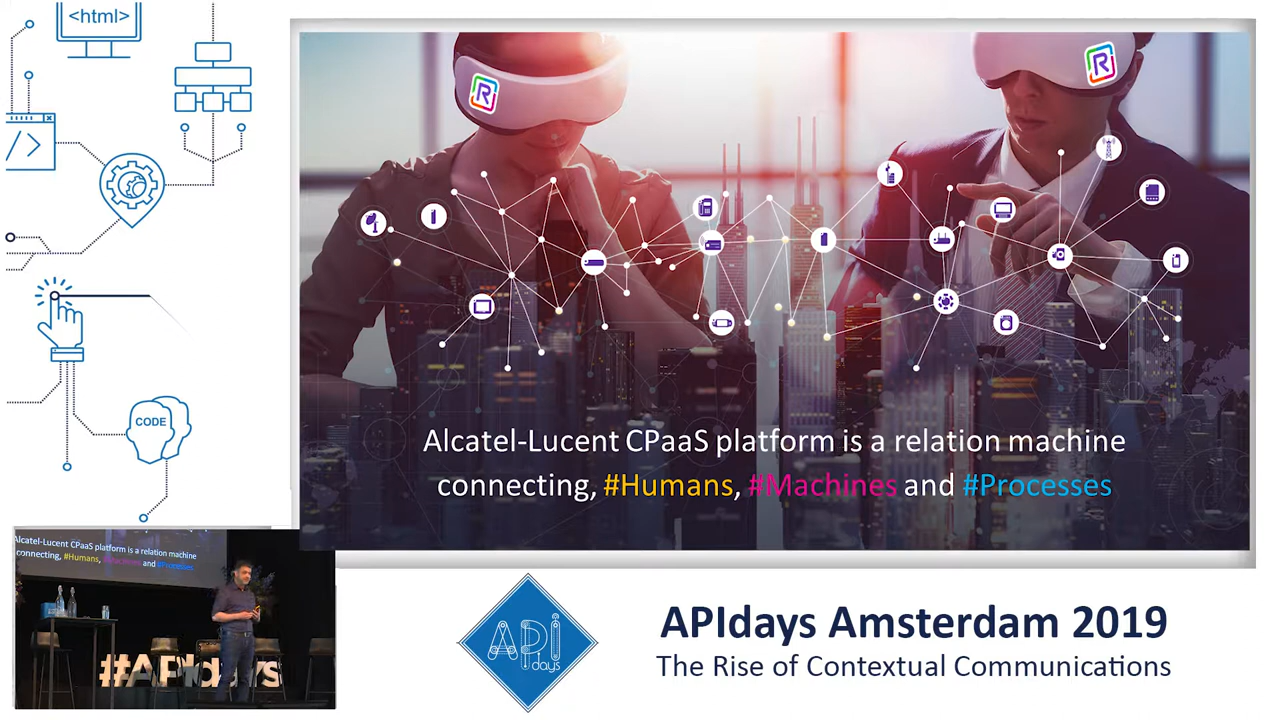 <html>
</>
CODE
R
R
Alcatel-Lucent CPaaS platform is a relation machine
connecting, #Humans, #Machines and #Processes
Alcatel-Lucent CPaaS platform is a relation machine
connecting, #Humans, #Machines and #Processes
#APIdays
API
days
APIdays Amsterdam 2019
The Rise of Contextual Communications